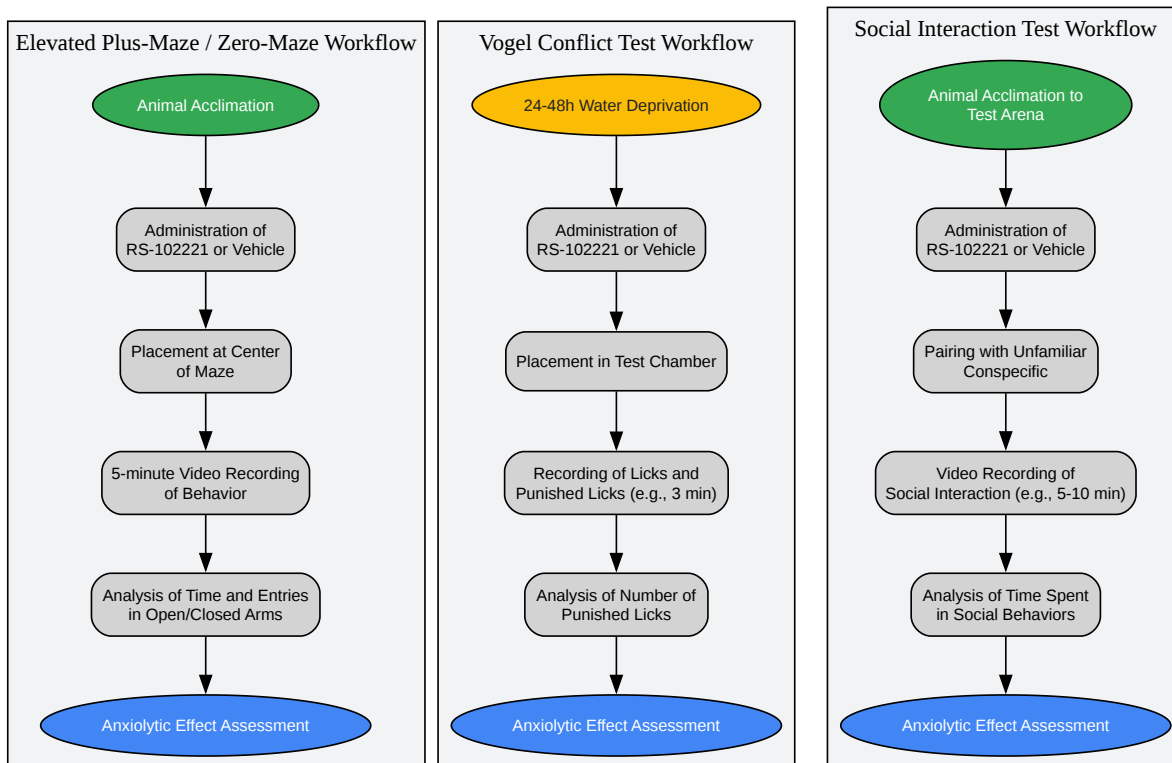 Elevated Plus-Maze / Zero-Maze Workflow
Animal Acclimation
Administration of
RS-102221 or Vehicle
Placement at Center
of Maze
5-minute Video Recording
of Behavior
Analysis of Time and Entries
in Open/Closed Arms
Anxiolytic Effect Assessment
Vogel Conflict Test Workflow
24-48h Water Deprivation
Administration of
RS-102221 or Vehicle
Placement in Test Chamber
Recording of Licks and
Punished Licks (e.g., 3 min)
Analysis of Number of
Punished Licks
Anxiolytic Effect Assessment
Social Interaction Test Workflow
Animal Acclimation to
Test Arena
Administration of
RS-102221 or Vehicle
Pairing with Unfamiliar
Conspecific
Video Recording of
Social Interaction (e.g., 5-10 min)
Analysis of Time Spent
in Social Behaviors
Anxiolytic Effect Assessment